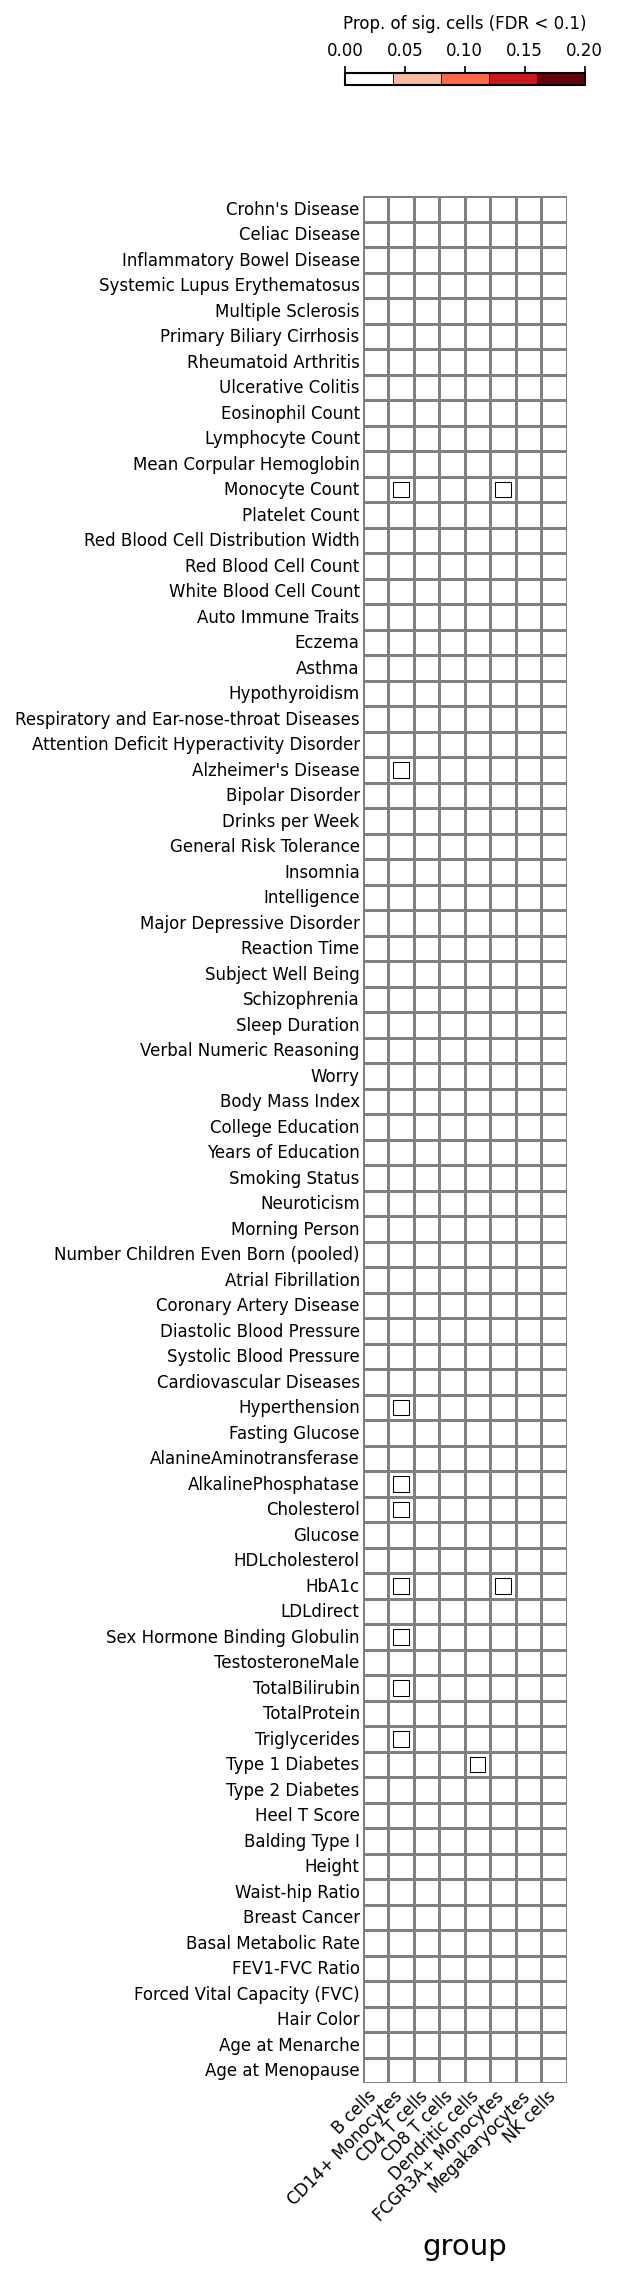 Prop. of sig. cells (FDR < 0.1)
0.00 0.05 0.10 0.15 0.20
Crohn's Disease
Celiac Disease
Inflammatory Bowel Disease
Systemic Lupus Erythematosus
Multiple Sclerosis
Primary Biliary Cirrhosis
Rheumatoid Arthritis
Ulcerative Colitis
Eosinophil Count
Lymphocyte Count
Mean Corpular Hemoglobin
Monocyte Count
Platelet Count
Red Blood Cell Distribution Width
Red Blood Cell Count
White Blood Cell Count
Auto Immune Traits
Eczema
Asthma
Hypothyroidism
Respiratory and Ear-nose-throat Diseases
Attention Deficit Hyperactivity Disorder
Alzheimer's Disease
Bipolar Disorder
Drinks per Week
General Risk Tolerance
Insomnia
Intelligence
Major Depressive Disorder
Reaction Time
Subject Well Being
Schizophrenia
Sleep Duration
Verbal Numeric Reasoning
Worry
Body Mass Index
College Education
Years of Education
Smoking Status
Neuroticism
Morning Person
Number Children Even Born (pooled)
Atrial Fibrillation
Coronary Artery Disease
Diastolic Blood Pressure
Systolic Blood Pressure
Cardiovascular Diseases
Hyperthension
Fasting Glucose
AlanineAminotransferase
AlkalinePhosphatase
Cholesterol
Glucose
HDLcholesterol
HbA1c
LDLdirect
Sex Hormone Binding Globulin
TestosteroneMale
TotalBilirubin
TotalProtein
Triglycerides
Type 1 Diabetes
Type 2 Diabetes
Heel T Score
Balding Type I
Height
Waist-hip Ratio
Breast Cancer
Basal Metabolic Rate
FEV1-FVC Ratio
Forced Vital Capacity (FVC)
Hair Color
Age at Menarche
Age at Menopause
B cells
CD14+ Monocytes
CD4 T cells
CD8 T cells
Dendritic cells
FCGR3A+ Monocytes
Megakaryocytes
NK cells
group